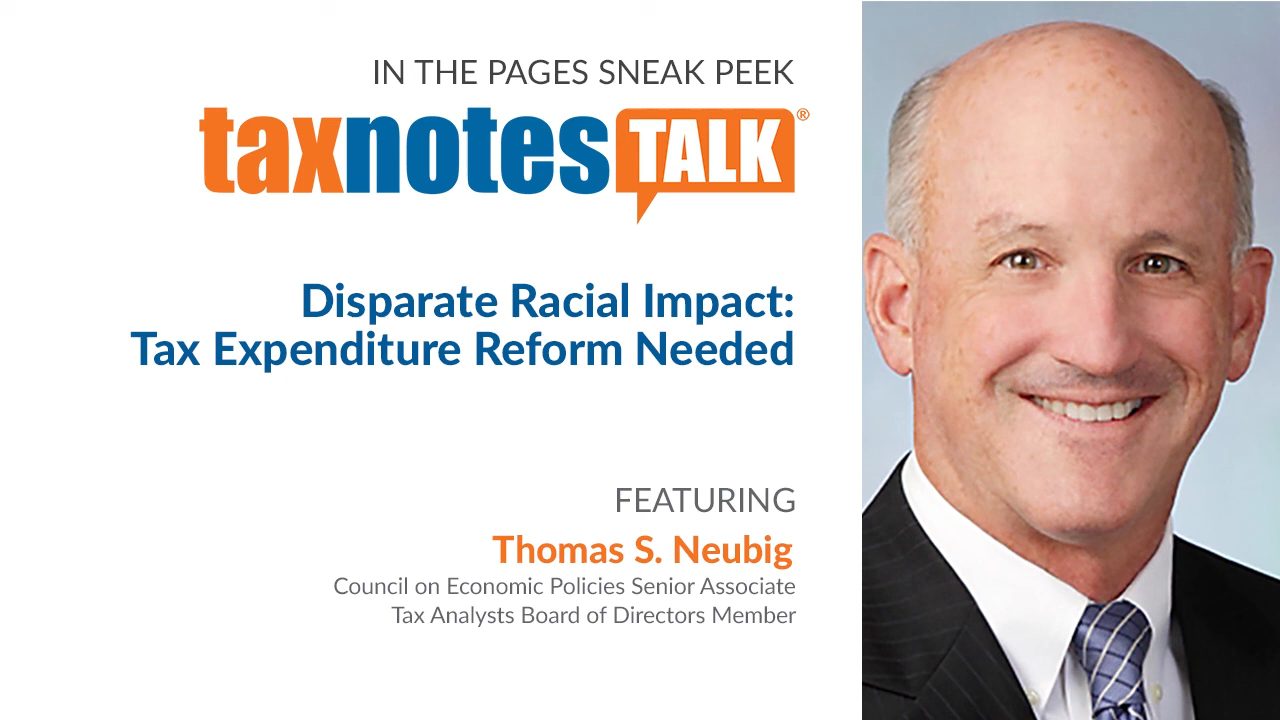 IN THE PAGES SNEAK PEEK
taxnotes TALK®
Disparate Racial Impact:
Tax Expenditure Reform Needed
FEATURING
Thomas S. Neubig
Council on Economic Policies Senior Associate
Tax Analysts Board of Directors Member